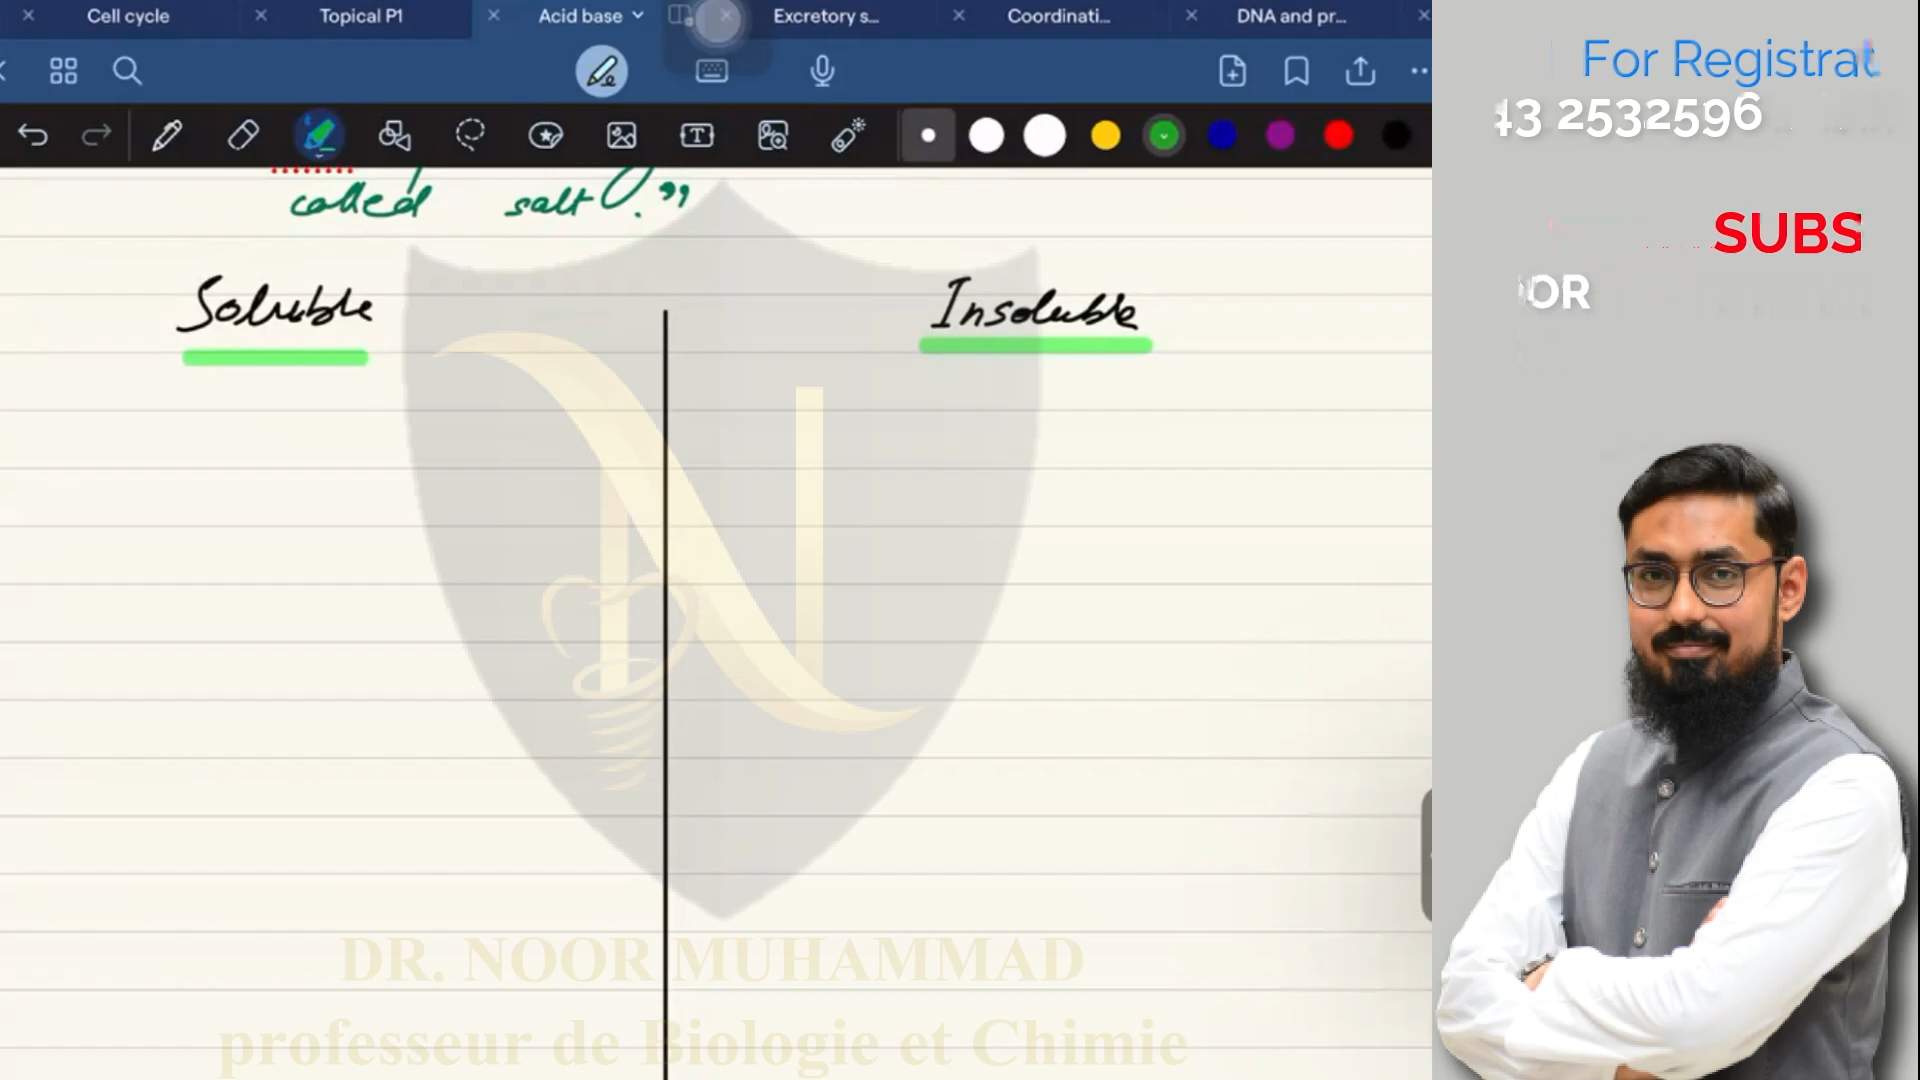 Cell cycle Topical P1 Acid base Excretory s... Coordinati... DNA and pr...
called salt."
Soluble Insoluble
DR. NOOR MUHAMMAD
professeur de Biologie et Chimie
For Registrat
43 2532596
SUBS
OR